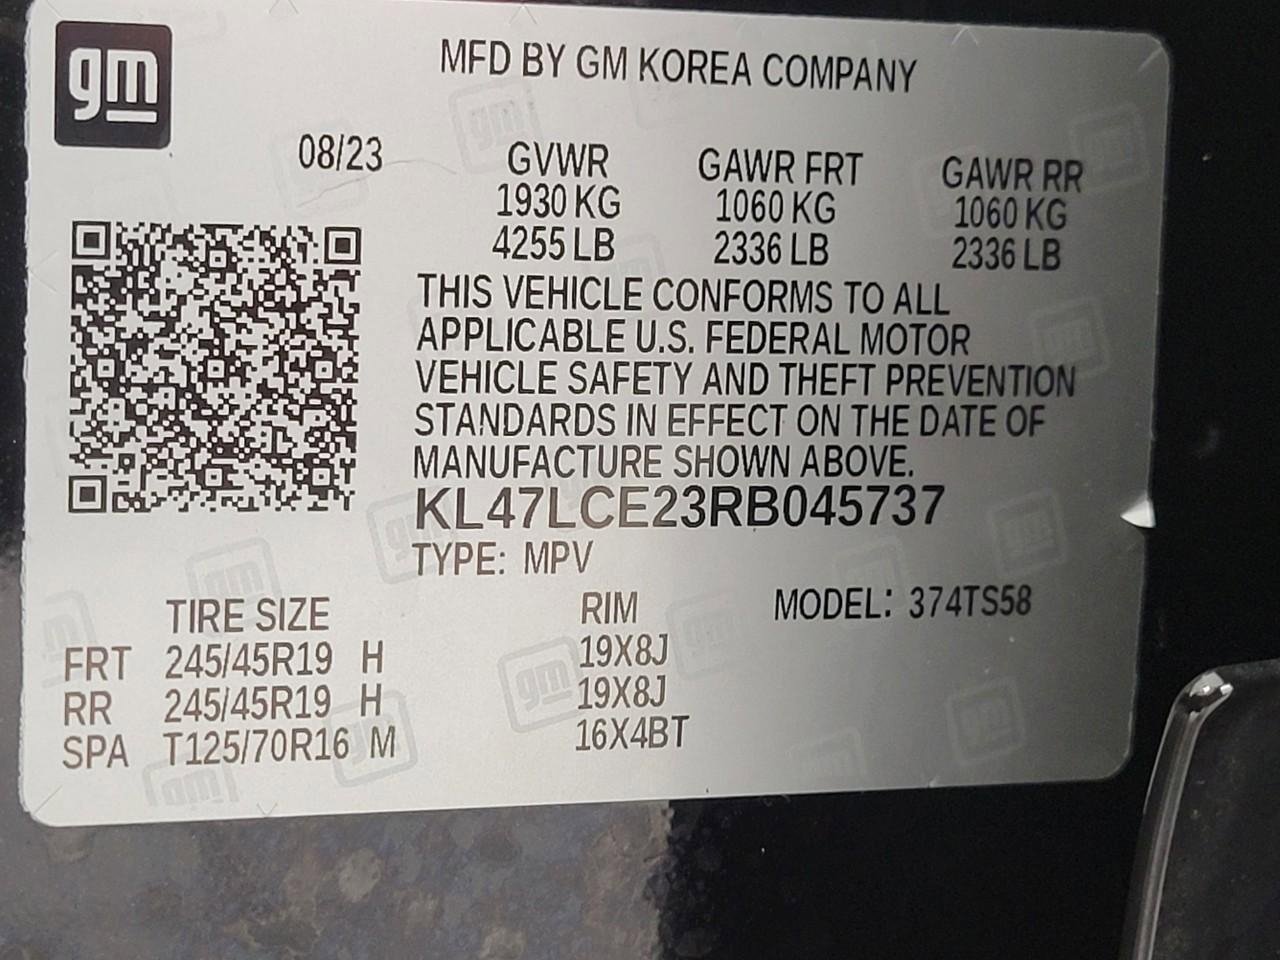 gm
MFD BY GM KOREA COMPANY
08/23 GVWR GAWR FRT GAWR RR
1930 KG 1060 KG 1060 KG
4255 LB 2336 LB 2336 LB
THIS VEHICLE CONFORMS TO ALL
APPLICABLE U.S. FEDERAL MOTOR
VEHICLE SAFETY AND THEFT PREVENTION
STANDARDS IN EFFECT ON THE DATE OF
MANUFACTURE SHOWN ABOVE.
KL47LCE23RB045737
TYPE: MPV
TIRE SIZE RIM MODEL: 374TS58
FRT 245/45R19 H 19X8J
RR 245/45R19 H 19X8J
SPA T125/70R16 M 16X4BT